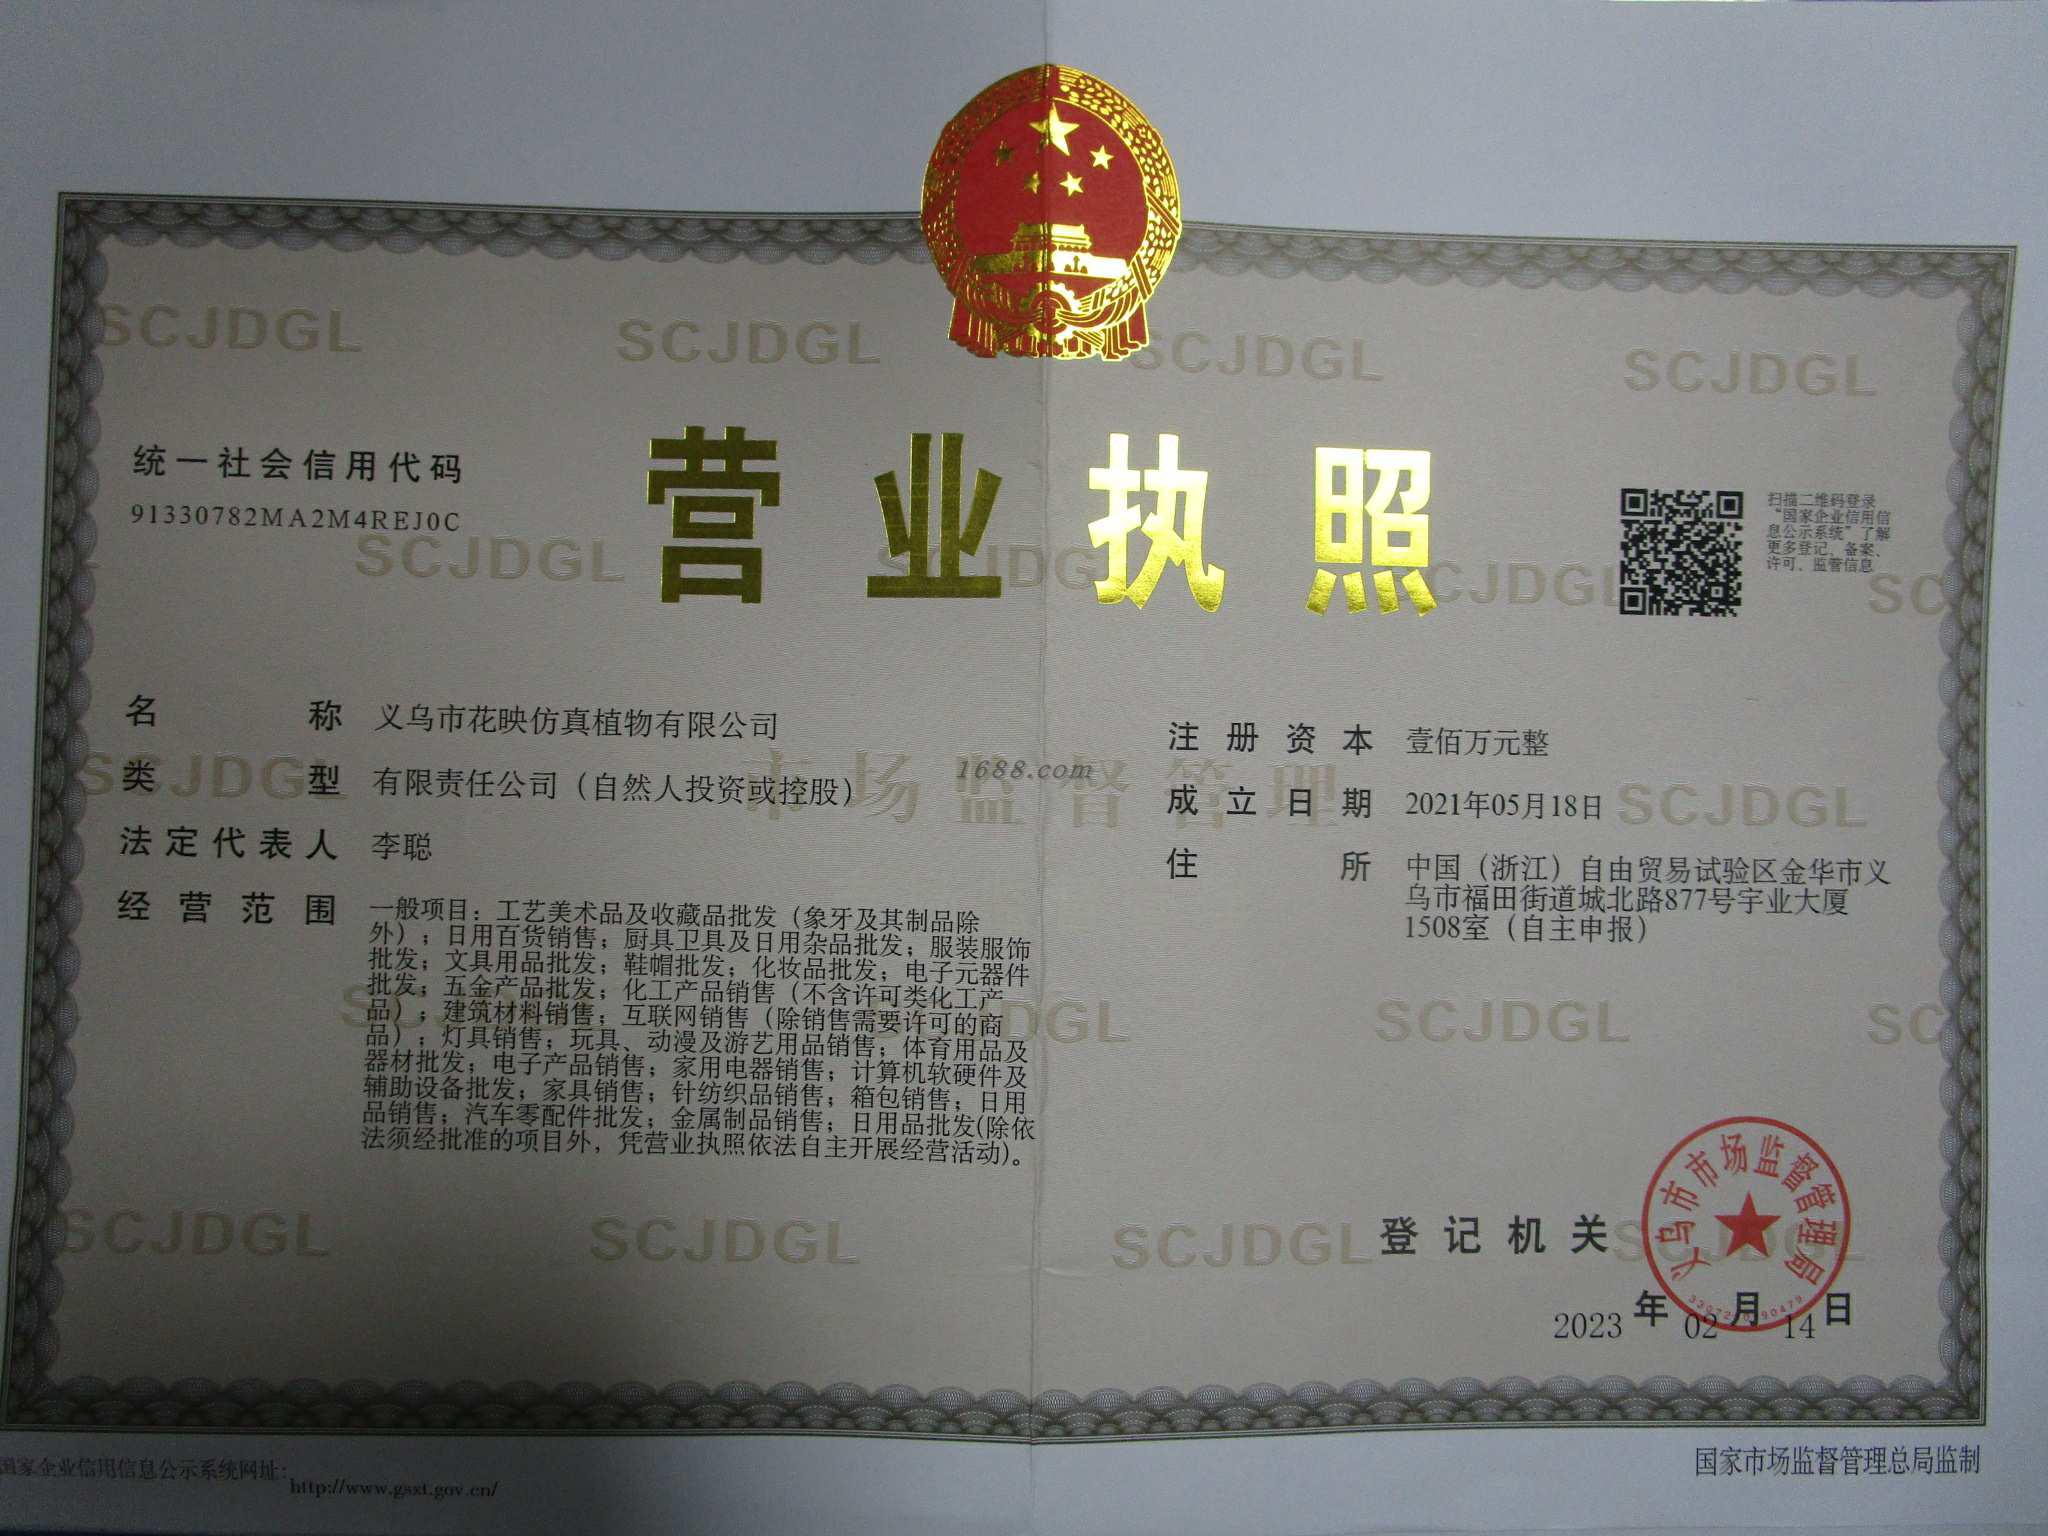 统一社会信用代码
91330782MA2M4REJ0C
营业执照
扫描二维码登录
“国家企业信用信
息公示系统”了解
更多登记、备案、
许可、监管信息
名称 义乌市花映仿真植物有限公司
类型 有限责任公司（自然人投资或控股）
法定代表人 李聪
经营范围 一般项目：工艺美术品及收藏品批发（象牙及其制品除
外）；日用百货销售；厨具卫具及日用杂品批发；服装服饰
批发；文具用品批发；鞋帽批发；化妆品批发；电子元器件
批发；五金产品批发；化工产品销售（不含许可类化工产
品）；建筑材料销售；互联网销售（除销售需要许可的商
品）；灯具销售；玩具、动漫及游艺用品销售；体育用品及
器材批发；电子产品销售；家用电器销售；计算机软硬件及
辅助设备批发；家具销售；针纺织品销售；箱包销售；日用
品销售；汽车零配件批发；金属制品销售；日用品批发(除依
法须经批准的项目外，凭营业执照依法自主开展经营活动)。
注册资本 壹佰万元整
成立日期 2021年05月18日
住所 中国（浙江）自由贸易试验区金华市义
乌市福田街道城北路877号宇业大厦
1508室（自主申报）
1688.com
市场监督管理
SCJDGL
登记机关
义乌市市场监督管理局
2023年02月14日
国家企业信用信息公示系统网址：
http://www.gsxt.gov.cn/
国家市场监督管理总局监制